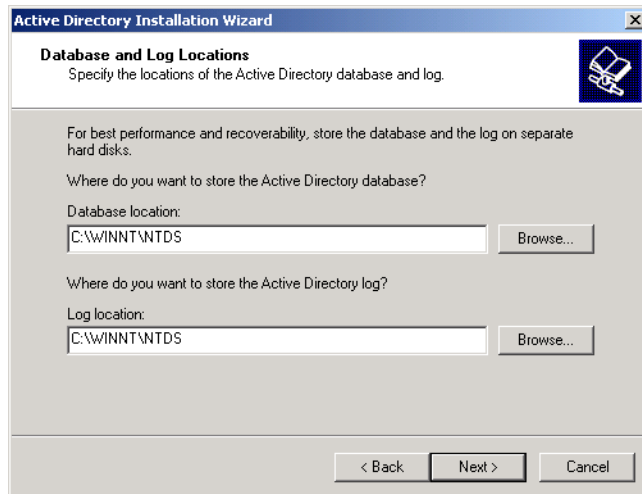 Active Directory Installation Wizard
Database and Log Locations
Specify the locations of the Active Directory database and log.
For best performance and recoverability, store the database and the log on separate
hard disks.
Where do you want to store the Active Directory database?
Database location:
C:\WINNT\NTDS
Browse...
Where do you want to store the Active Directory log?
Log location:
C:\WINNT\NTDS
Browse...
< Back
Next >
Cancel